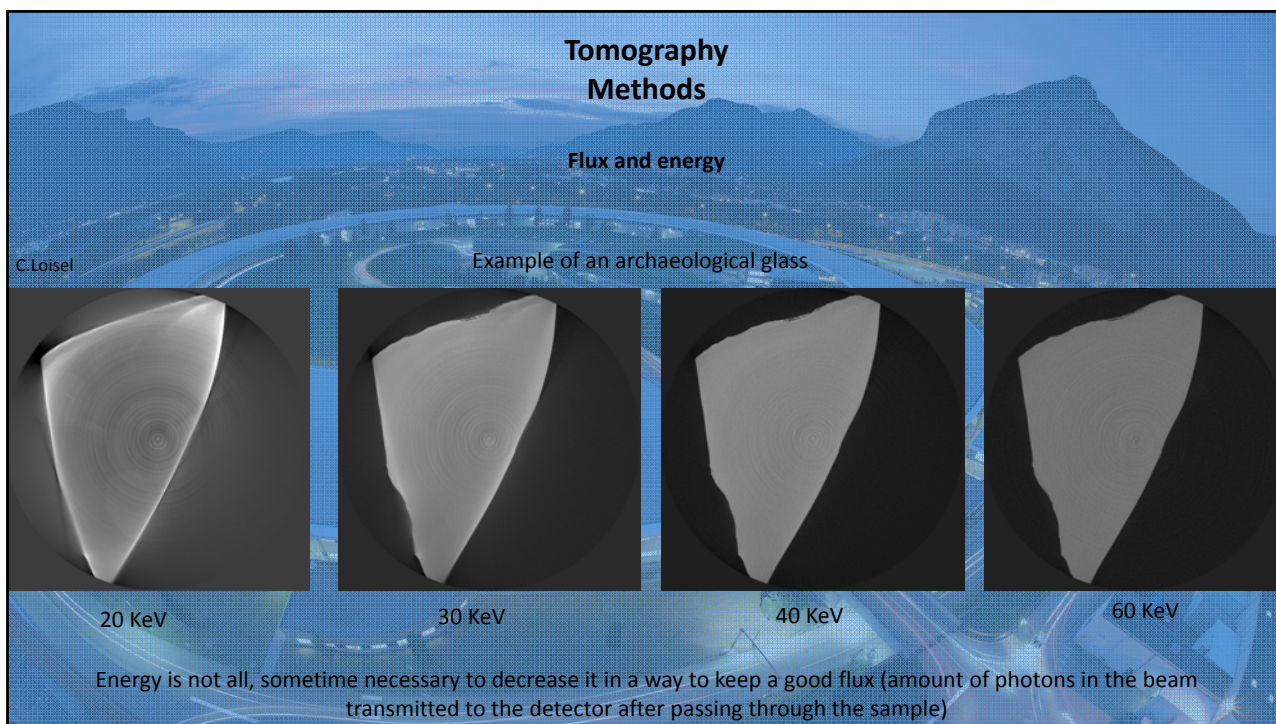 Tomography
Methods
Flux and energy
C.Loisel
Example of an archaeological glass
20 KeV
30 KeV
40 KeV
60 KeV
Energy is not all, sometime necessary to decrease it in a way to keep a good flux (amount of photons in the beam
transmitted to the detector after passing through the sample)